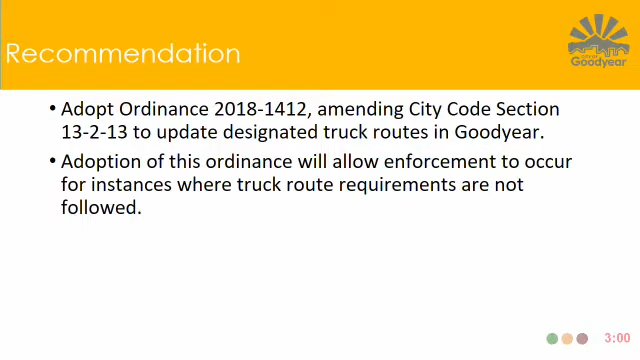 Recommendation
CITY OF
Goodyear
• Adopt Ordinance 2018-1412, amending City Code Section
13-2-13 to update designated truck routes in Goodyear.
• Adoption of this ordinance will allow enforcement to occur
for instances where truck route requirements are not
followed.
3:00